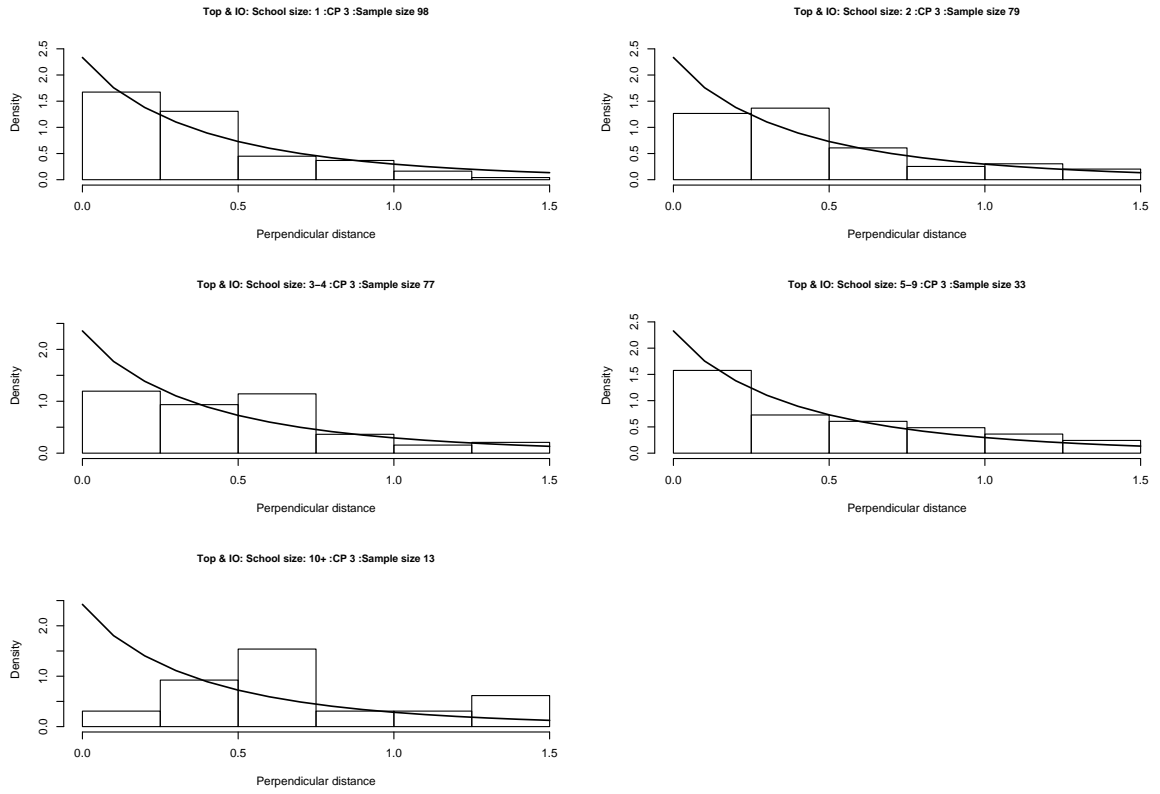 Top & IO: School size: 1 :CP 3 :Sample size 98
Density
0.0 0.5 1.0 1.5 2.0 2.5
0.0 0.5 1.0 1.5
Perpendicular distance
Top & IO: School size: 2 :CP 3 :Sample size 79
Density
0.0 0.5 1.0 1.5 2.0 2.5
0.0 0.5 1.0 1.5
Perpendicular distance
Top & IO: School size: 3−4 :CP 3 :Sample size 77
Density
0.0 1.0 2.0
0.0 0.5 1.0 1.5
Perpendicular distance
Top & IO: School size: 5−9 :CP 3 :Sample size 33
Density
0.0 0.5 1.0 1.5 2.0 2.5
0.0 0.5 1.0 1.5
Perpendicular distance
Top & IO: School size: 10+ :CP 3 :Sample size 13
Density
0.0 1.0 2.0
0.0 0.5 1.0 1.5
Perpendicular distance